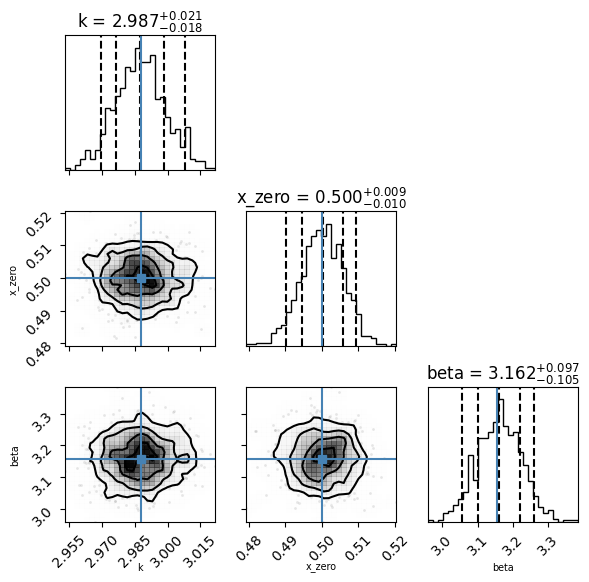 k = 2.987 +0.021 −0.018
x_zero
0.52
0.51
0.50
0.49
0.48
x_zero = 0.500 +0.009 −0.010
beta
3.3
3.2
3.1
3.0
beta = 3.162 +0.097 −0.105
2.955 2.970 2.985 3.000 3.015
k
0.48 0.49 0.50 0.51 0.52
x_zero
3.0 3.1 3.2 3.3
beta